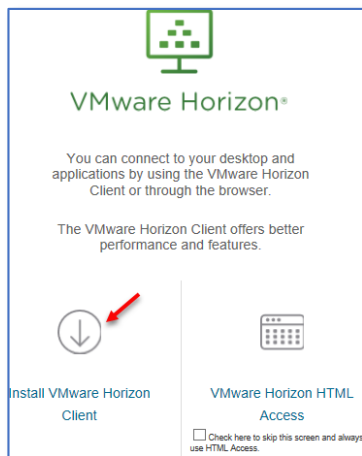 VMware Horizon®
You can connect to your desktop and
applications by using the VMware Horizon
Client or through the browser.
The VMware Horizon Client offers better
performance and features.
Install VMware Horizon
Client
VMware Horizon HTML
Access
Check here to skip this screen and always
use HTML Access.